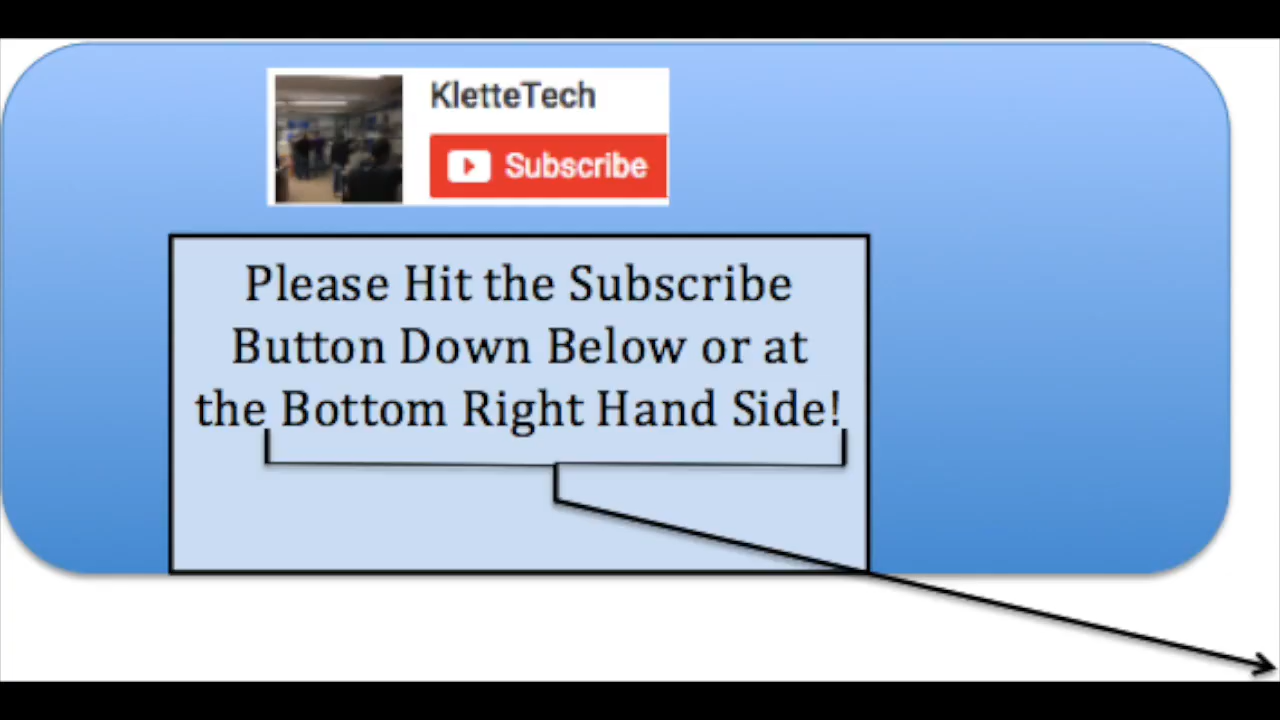 KletteTech
Subscribe
Please Hit the Subscribe
Button Down Below or at
the Bottom Right Hand Side!